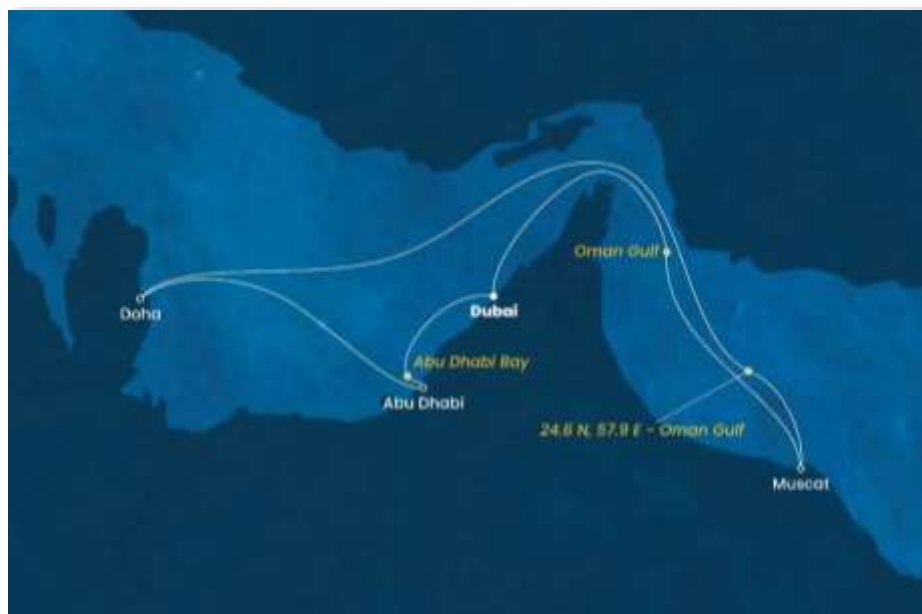 Oman Gulf
Doha
Dubai
Abu Dhabi Bay
Abu Dhabi
24.6 N, 57.9 E - Oman Gulf
Muscat